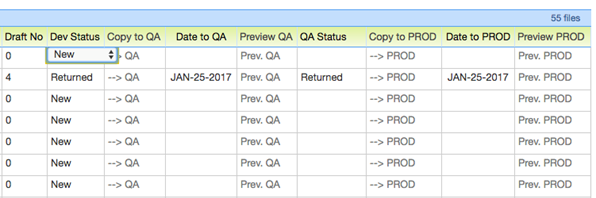 55 files
Draft No Dev Status Copy to QA Date to QA Preview QA QA Status Copy to PROD Date to PROD Preview PROD
0 New --> QA Prev. QA --> PROD Prev. PROD
4 Returned --> QA JAN-25-2017 Prev. QA Returned --> PROD JAN-25-2017 Prev. PROD
0 New --> QA Prev. QA --> PROD Prev. PROD
0 New --> QA Prev. QA --> PROD Prev. PROD
0 New --> QA Prev. QA --> PROD Prev. PROD
0 New --> QA Prev. QA --> PROD Prev. PROD
0 New --> QA Prev. QA --> PROD Prev. PROD